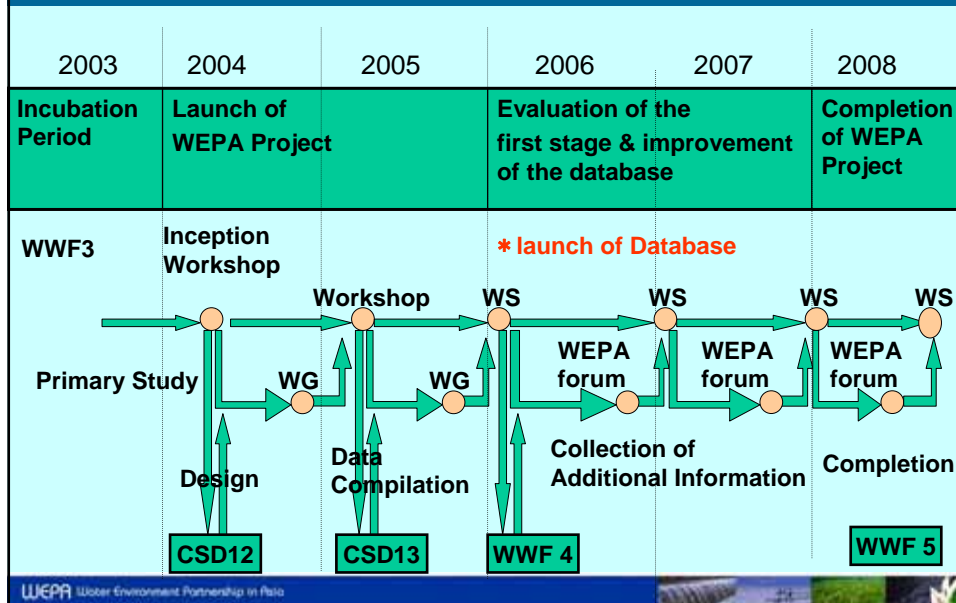 2003 2004 2005 2006 2007 2008
Incubation
Period
Launch of
WEPA Project
Evaluation of the
first stage & improvement
of the database
Completion
of WEPA
Project
WWF3
Inception
Workshop
* launch of Database
Workshop WS WS WS WS
Primary Study
WG
WG
WEPA
forum
WEPA
forum
WEPA
forum
Design
Data
Compilation
Collection of
Additional Information
Completion
CSD12
CSD13
WWF 4
WWF 5
WEPA Water Environment Partnership in Asia